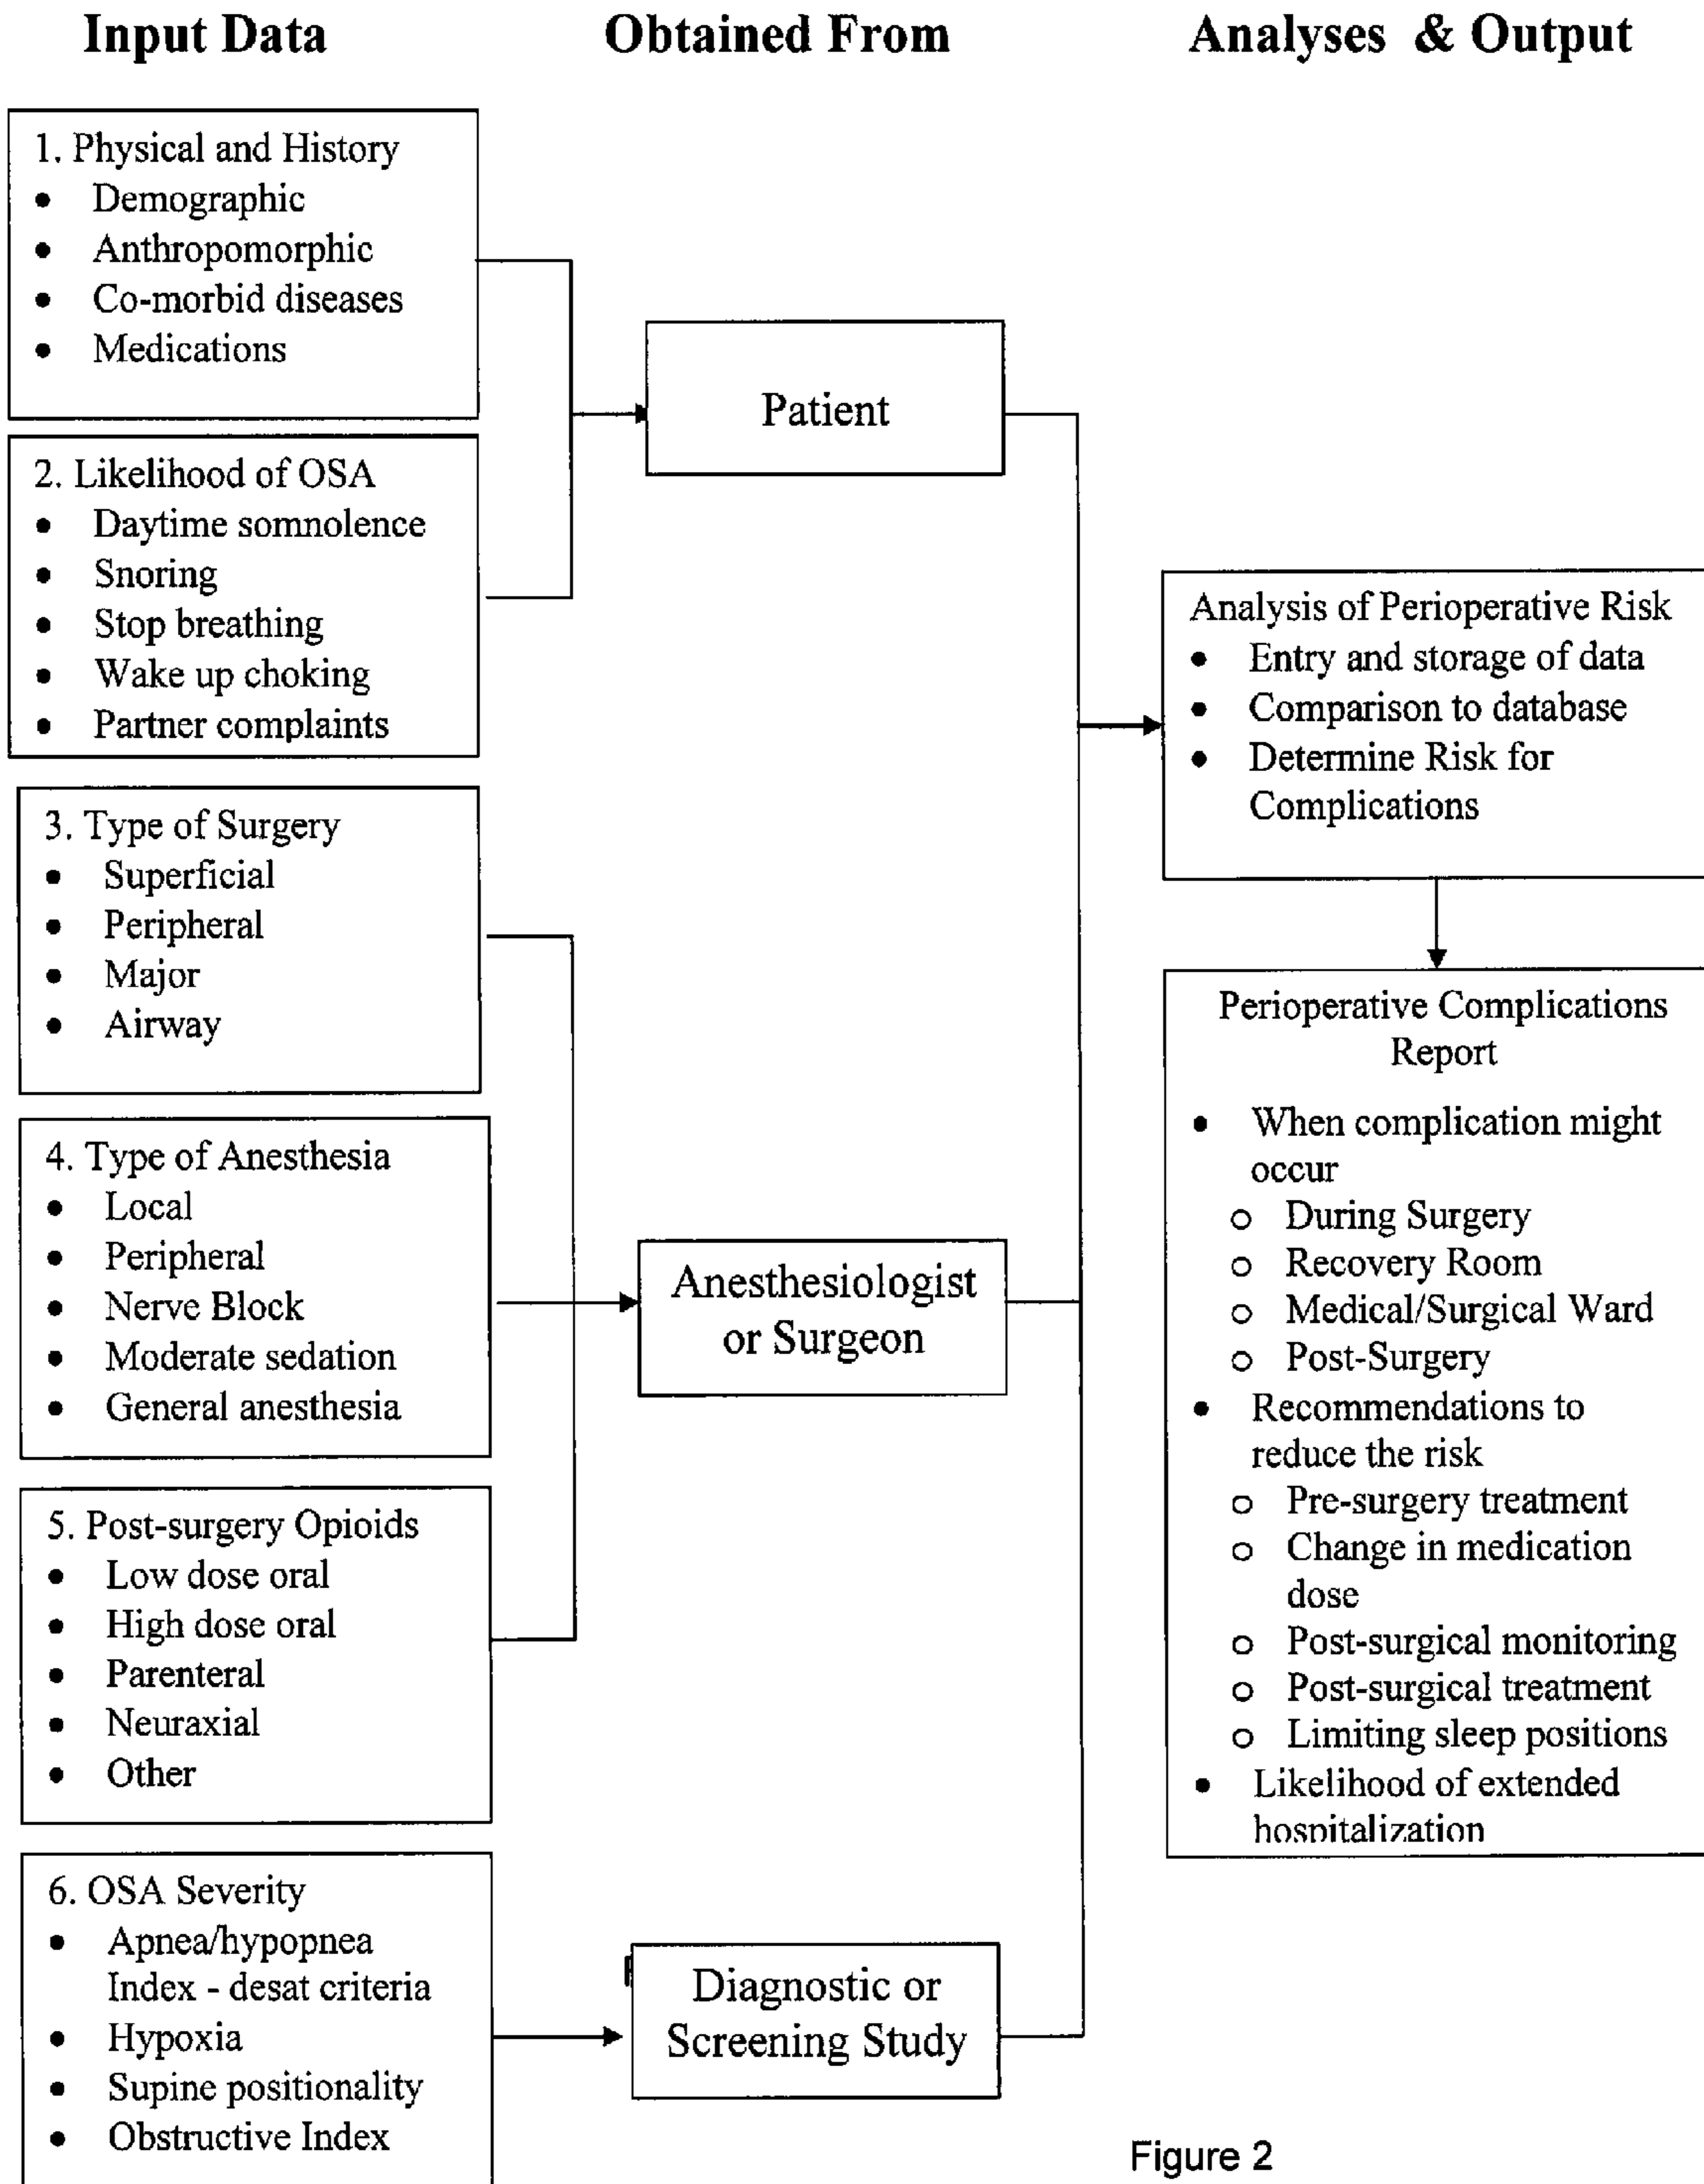 Input Data
Obtained From
Analyses & Output
1. Physical and History
• Demographic
• Anthropomorphic
• Co-morbid diseases
• Medications
2. Likelihood of OSA
• Daytime somnolence
• Snoring
• Stop breathing
• Wake up choking
• Partner complaints
3. Type of Surgery
• Superficial
• Peripheral
• Major
• Airway
4. Type of Anesthesia
• Local
• Peripheral
• Nerve Block
• Moderate sedation
• General anesthesia
5. Post-surgery Opioids
• Low dose oral
• High dose oral
• Parenteral
• Neuraxial
• Other
6. OSA Severity
• Apnea/hypopnea
Index - desat criteria
• Hypoxia
• Supine positionality
• Obstructive Index
Patient
Anesthesiologist
or Surgeon
Diagnostic or
Screening Study
Analysis of Perioperative Risk
• Entry and storage of data
• Comparison to database
• Determine Risk for
Complications
Perioperative Complications
Report
• When complication might
occur
o During Surgery
o Recovery Room
o Medical/Surgical Ward
o Post-Surgery
• Recommendations to
reduce the risk
o Pre-surgery treatment
o Change in medication
dose
o Post-surgical monitoring
o Post-surgical treatment
o Limiting sleep positions
• Likelihood of extended
hospitalization
Figure 2